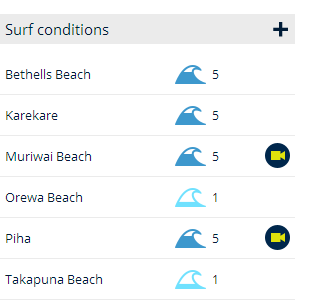 Surf conditions
Bethells Beach 5
Karekare 5
Muriwai Beach 5
Orewa Beach 1
Piha 5
Takapuna Beach 1